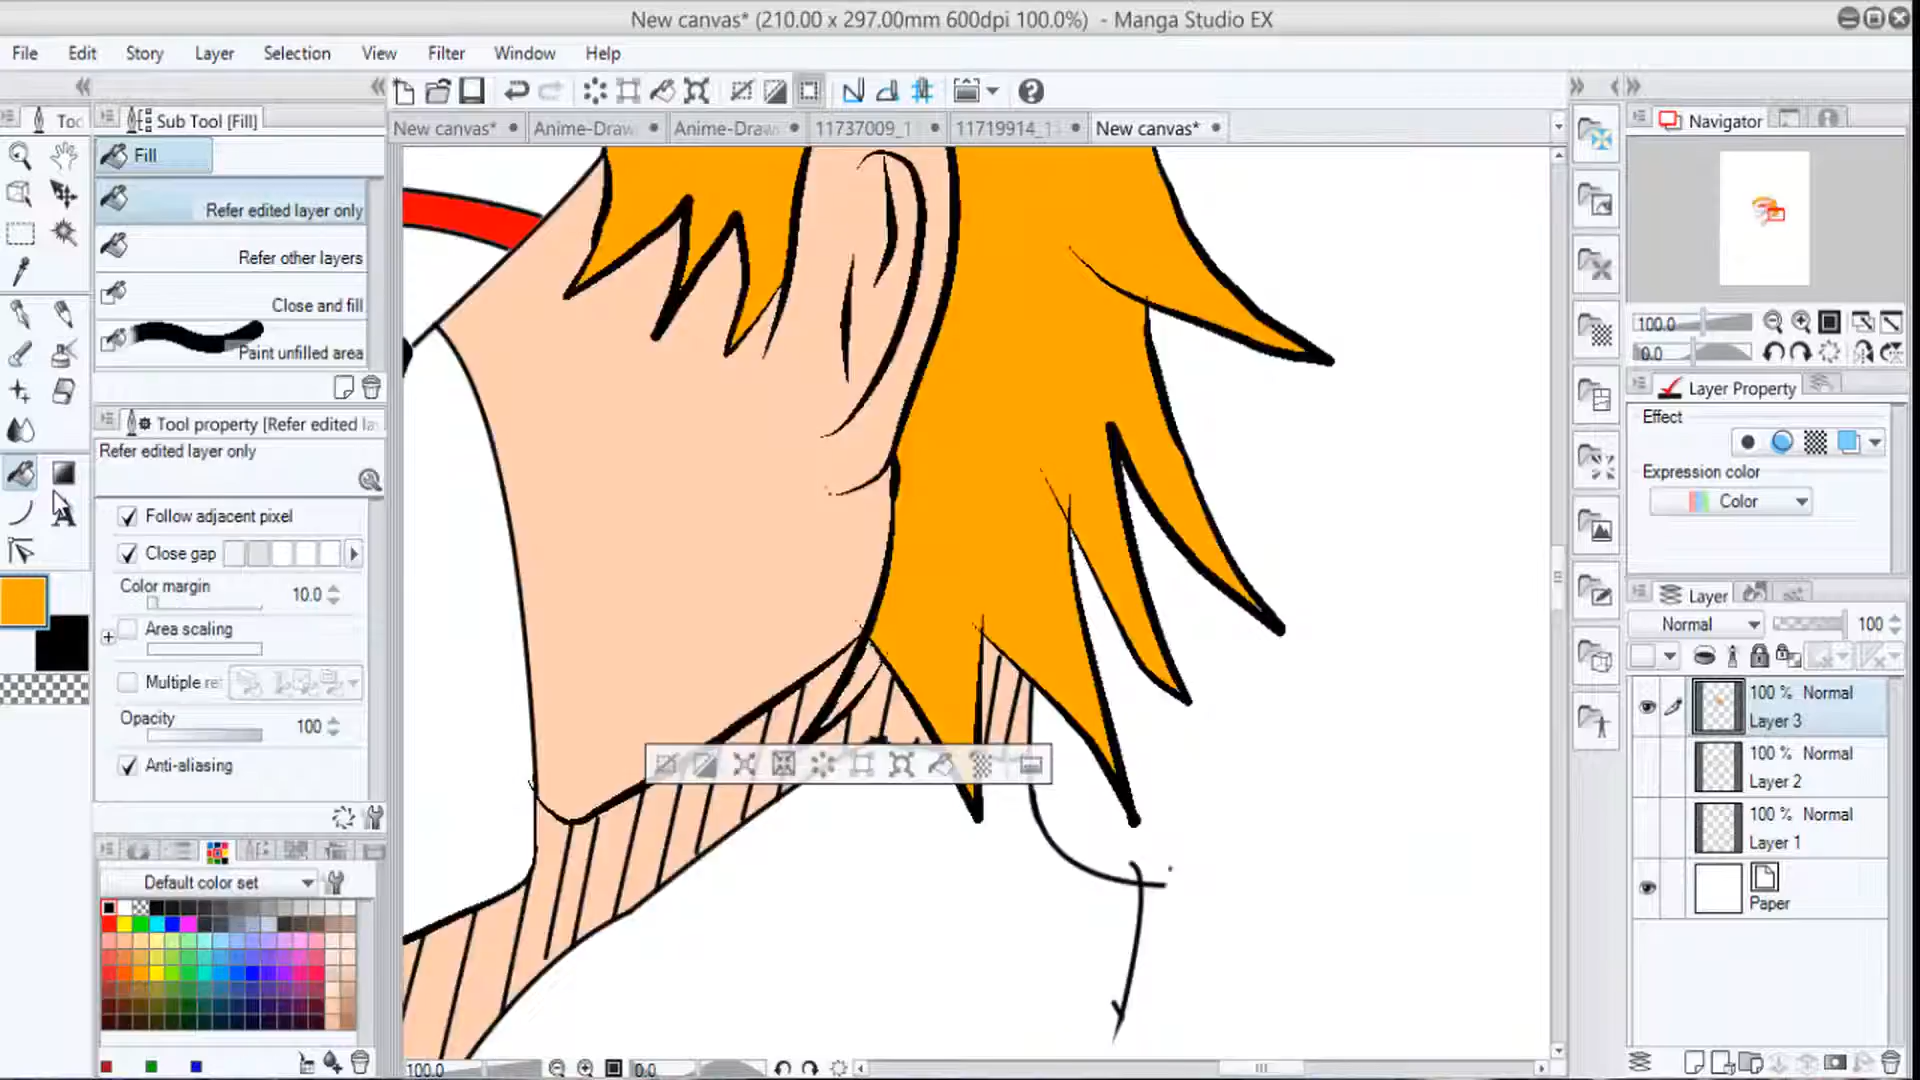 New canvas* (210.00 x 297.00mm 600dpi 100.0%) - Manga Studio EX
File Edit Story Layer Selection View Filter Window Help
Too
Sub Tool [Fill]
New canvas* Anime-Draw Anime-Draw 11737009_1 11719914_1 New canvas*
Navigator
Fill
Refer edited layer only
Refer other layers
Close and fill
Paint unfilled area
100.0
0.0
Layer Property
Effect
Expression color
Color
Tool property [Refer edited la
Refer edited layer only
Follow adjacent pixel
Close gap
Color margin 10.0
Area scaling
Multiple re
Opacity 100
Anti-aliasing
Default color set
Layer
Normal 100
100 % Normal
Layer 3
100 % Normal
Layer 2
100 % Normal
Layer 1
Paper
100.0 0.0